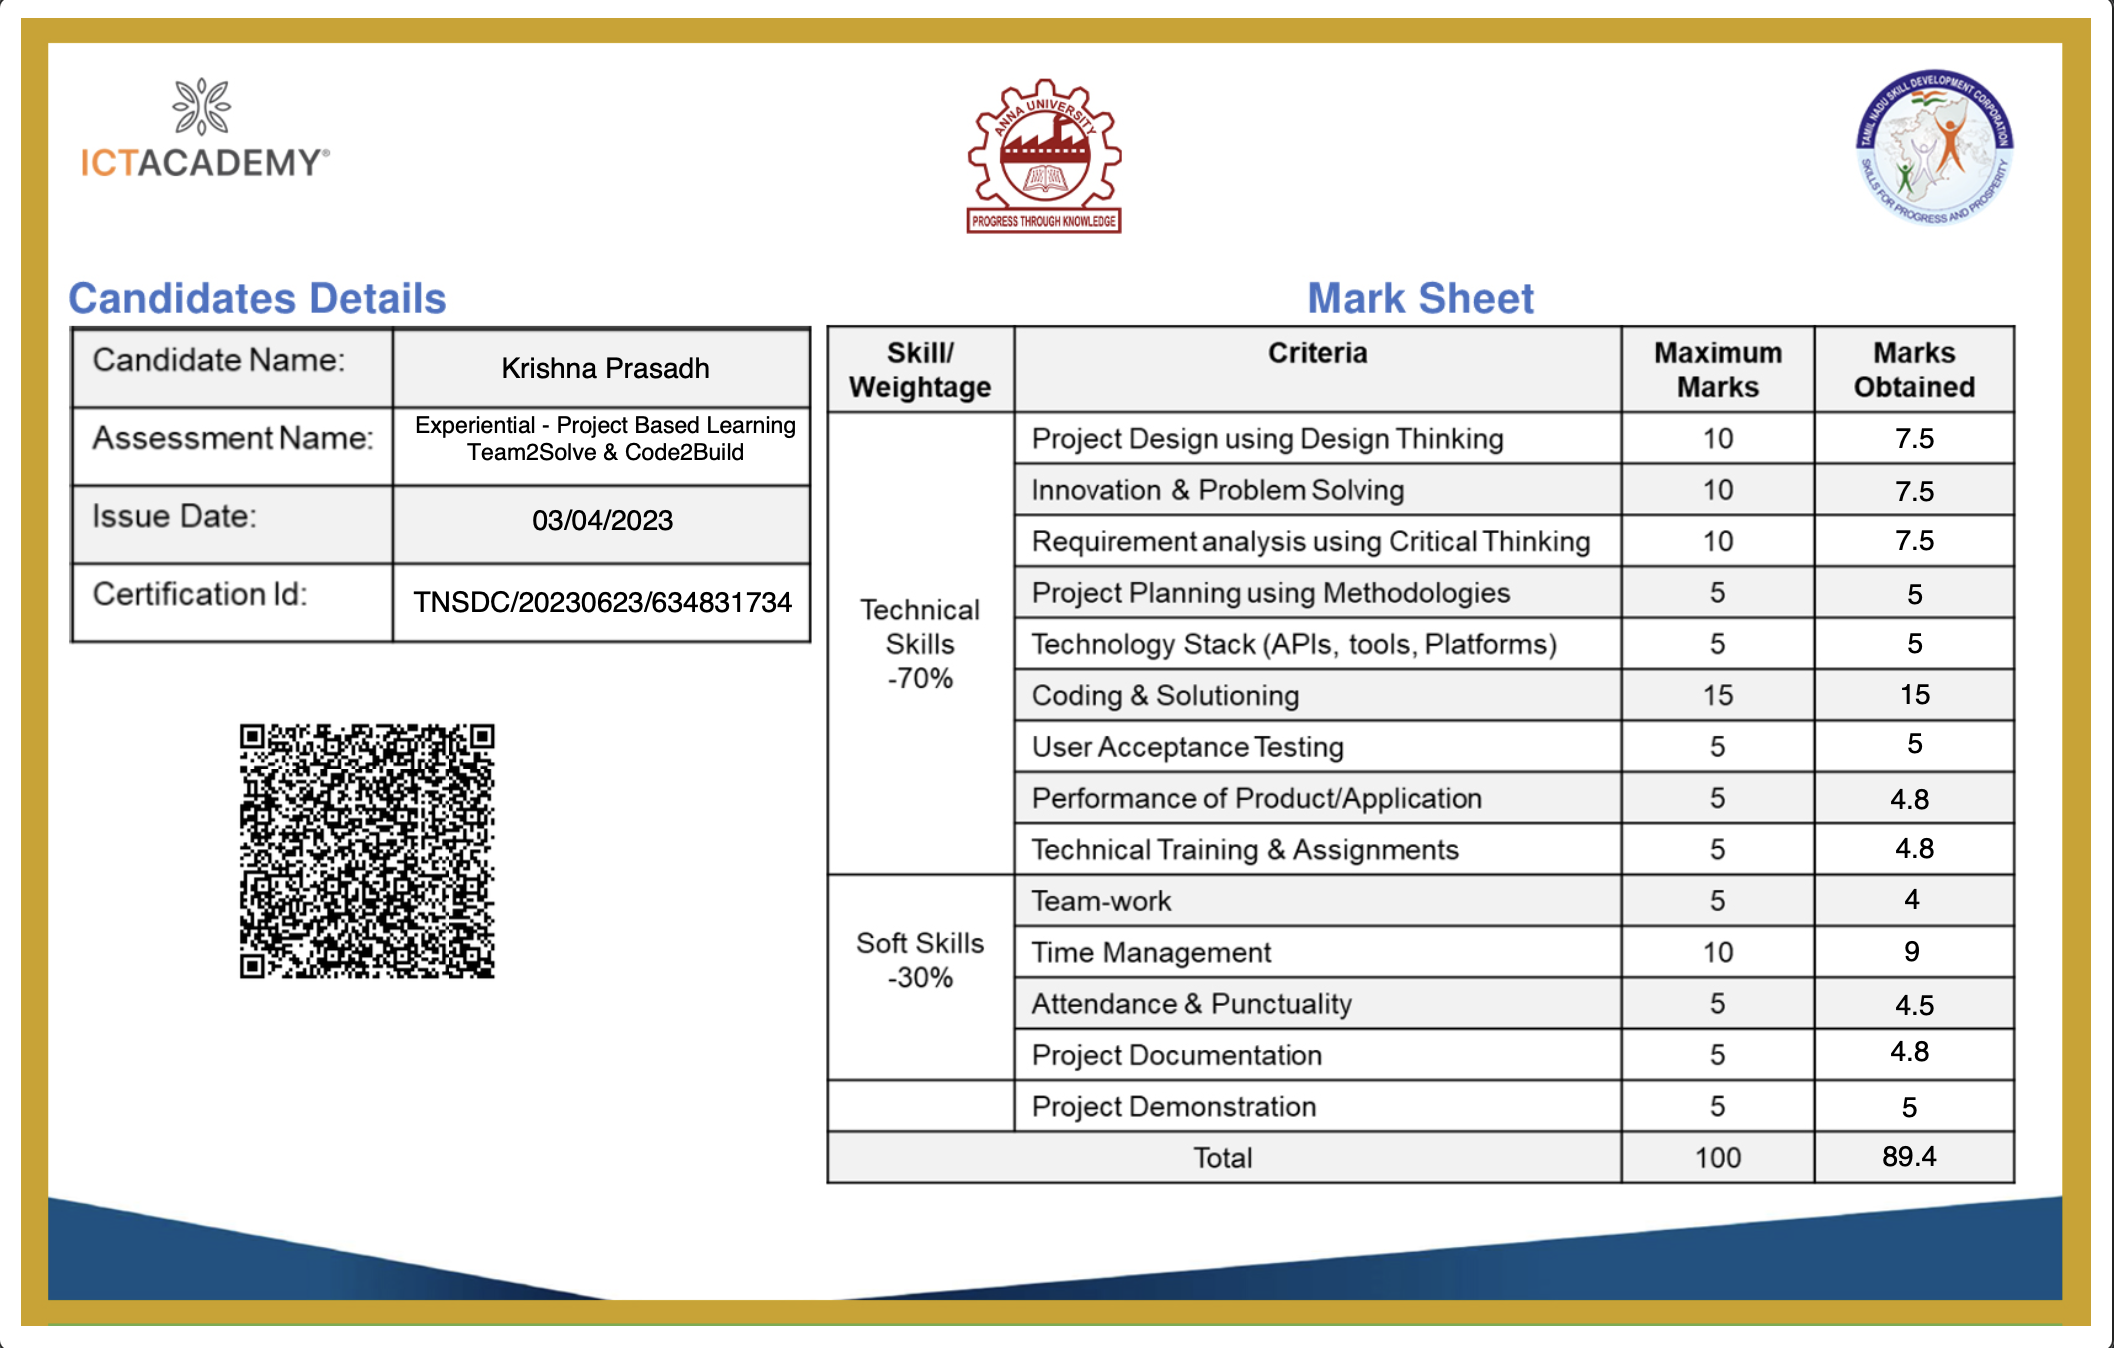 ICTACADEMY®
ANNA UNIVERSITY
PROGRESS THROUGH KNOWLEDGE
TAMIL NADU SKILL DEVELOPMENT CORPORATION
SKILLS FOR PROGRESS AND PROSPERITY
Candidates Details
Candidate Name: Krishna Prasadh
Assessment Name: Experiential - Project Based Learning
Team2Solve & Code2Build
Issue Date: 03/04/2023
Certification Id: TNSDC/20230623/634831734
Mark Sheet
Skill/ Criteria Maximum Marks
Weightage Marks Obtained
Technical
Skills
-70%
Project Design using Design Thinking 10 7.5
Innovation & Problem Solving 10 7.5
Requirement analysis using Critical Thinking 10 7.5
Project Planning using Methodologies 5 5
Technology Stack (APIs, tools, Platforms) 5 5
Coding & Solutioning 15 15
User Acceptance Testing 5 5
Performance of Product/Application 5 4.8
Technical Training & Assignments 5 4.8
Soft Skills
-30%
Team-work 5 4
Time Management 10 9
Attendance & Punctuality 5 4.5
Project Documentation 5 4.8
Project Demonstration 5 5
Total 100 89.4